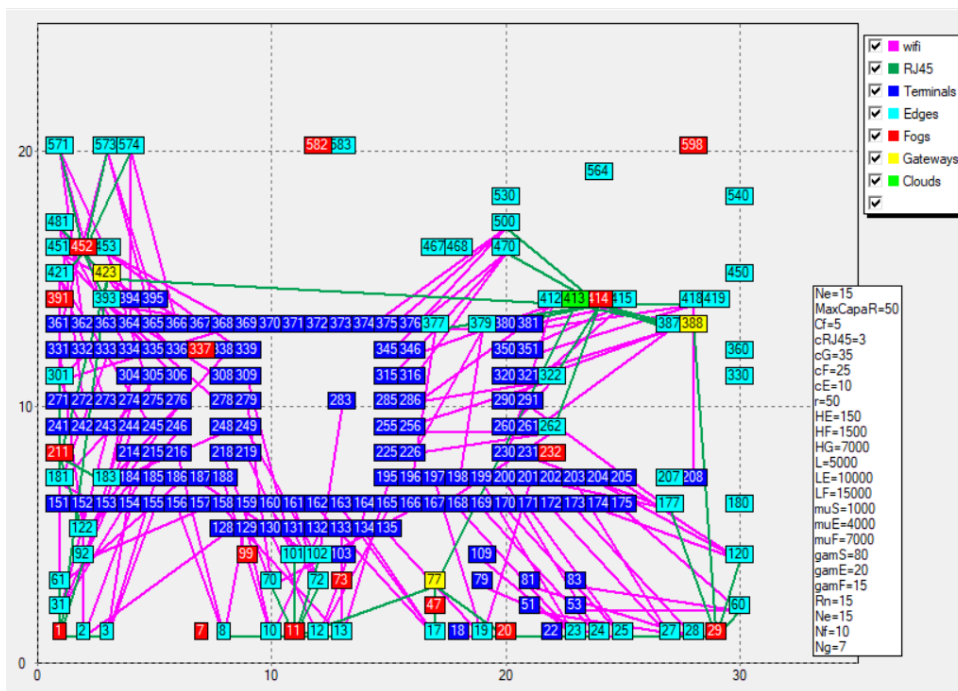 wifi
RJ45
Terminals
Edges
Fogs
Gateways
Clouds
20 571 573 574 582 583 598
564
530 540
481 500
451 452 453 467 468 470
421 423 450
391 393 394 395 412 413 414 415 418 419
361 362 363 364 365 366 367 368 369 370 371 372 373 374 375 376 377 379 380 381 387 388
331 332 333 334 335 336 337 338 339 345 346 350 351 360
301 304 305 306 308 309 315 316 320 321 322 330
10 271 272 273 274 275 276 278 279 283 285 286 290 291
241 242 243 244 245 246 248 249 255 256 260 261 262
211 214 215 216 218 219 225 226 230 231 232
181 183 184 185 186 187 188 195 196 197 198 199 200 201 202 203 204 205 207 208
151 152 153 154 155 156 157 158 159 160 161 162 163 164 165 166 167 168 169 170 171 172 173 174 175 177 180
122 128 129 130 131 132 133 134 135
92 99 101 102 103 109 120
61 70 72 73 77 79 81 83
31 47 51 53 60
1 2 3 7 8 10 11 12 13 17 18 19 20 22 23 24 25 27 28 29
0
0 10 20 30
Ne=15
MaxCapaR=50
Cf=5
cRJ45=3
cG=35
cF=25
cE=10
r=50
HE=150
HF=1500
HG=7000
L=5000
LE=10000
LF=15000
muS=1000
muE=4000
muF=7000
gamS=80
gamE=20
gamF=15
Rn=15
Ne=15
Nf=10
Ng=7